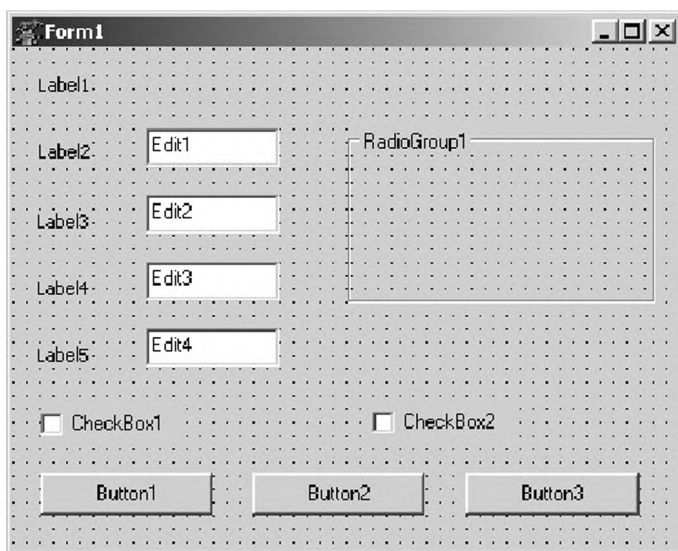 Form1
Label1
Label2
Edit1
RadioGroup1
Label3
Edit2
Label4
Edit3
Label5
Edit4
CheckBox1
CheckBox2
Button1
Button2
Button3